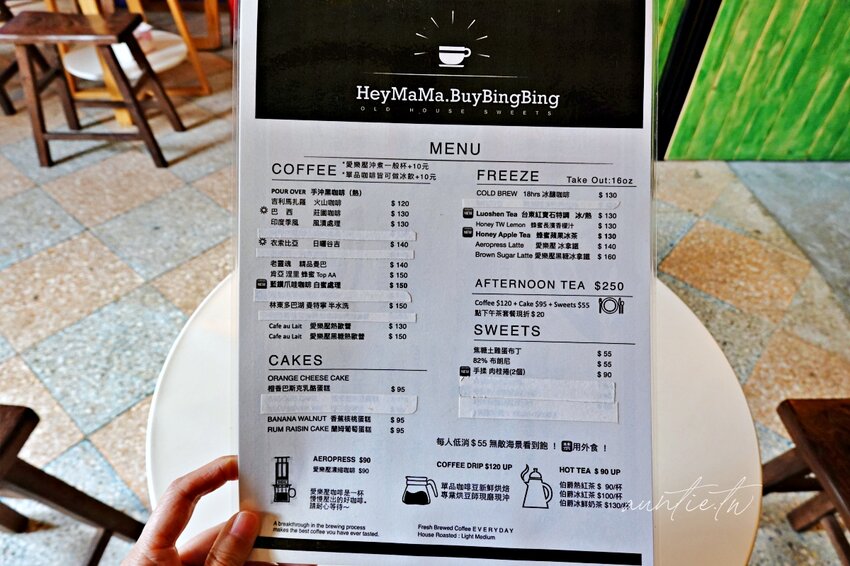 HeyMaMa.BuyBingBing
OLD HOUSE SWEETS
MENU
COFFEE *愛樂壓沖煮一般杯+10元
*單品咖啡皆可做冰飲+10元
POUR OVER 手沖黑咖啡（熱）
吉利馬扎羅 火山咖啡 $ 120
巴 西 莊園咖啡 $ 130
印度季風 風漬處理 $ 130
衣索比亞 日曬谷吉 $ 140
$ 140
老靈魂 精品曼巴 $ 140
肯亞 涅里 蜂蜜 Top AA $ 150
NEW 藍鑽爪哇咖啡 白蜜處理 $ 150
林東多巴湖 曼特寧 半水洗 $ 150
Cafe au Lait 愛樂壓熱歐蕾 $ 130
Cafe au Lait 愛樂壓黑糖熱歐蕾 $ 150
CAKES
ORANGE CHEESE CAKE
橙香巴斯克乳酪蛋糕 $ 95
BANANA WALNUT 香蕉核桃蛋糕 $ 95
RUM RAISIN CAKE 蘭姆葡萄蛋糕 $ 95
FREEZE Take Out:16oz
COLD BREW 18hrs 冰釀咖啡 $ 130
NEW Luoshen Tea 台東紅寶石特調 冰/熱 $ 130
Honey TW Lemon 蜂蜜長濱香檬汁 $ 130
NEW Honey Apple Tea 蜂蜜蘋果冰茶 $ 130
Aeropress Latte 愛樂壓 冰拿鐵 $ 140
Brown Sugar Latte 愛樂壓黑糖冰拿鐵 $ 160
AFTERNOON TEA $250
Coffee $120 + Cake $95 + Sweets $55
點下午茶套餐現折 $ 20
SWEETS
焦糖土雞蛋布丁 $ 55
82% 布朗尼 $ 55
NEW 手揉 肉桂捲(2個) $ 90
每人低消 $ 55 無敵海景看到飽 ！
用外食 ！
AEROPRESS $90
愛樂壓濃縮咖啡 $90
愛樂壓咖啡是一杯
慢慢壓出的好咖啡。
請耐心等待～
A breakthrough in the brewing process
makes the best coffee you have ever tasted.
COFFEE DRIP $120 UP
單品咖啡豆新鮮烘焙
專業烘豆師現磨現沖
Fresh Brewed Coffee E V E R Y D A Y
House Roasted : Light Medium
HOT TEA $ 90 UP
伯爵熱紅茶 $ 90/杯
伯爵冰紅茶 $100/杯
伯爵冰鮮奶茶 $130/杯
auntie.tw